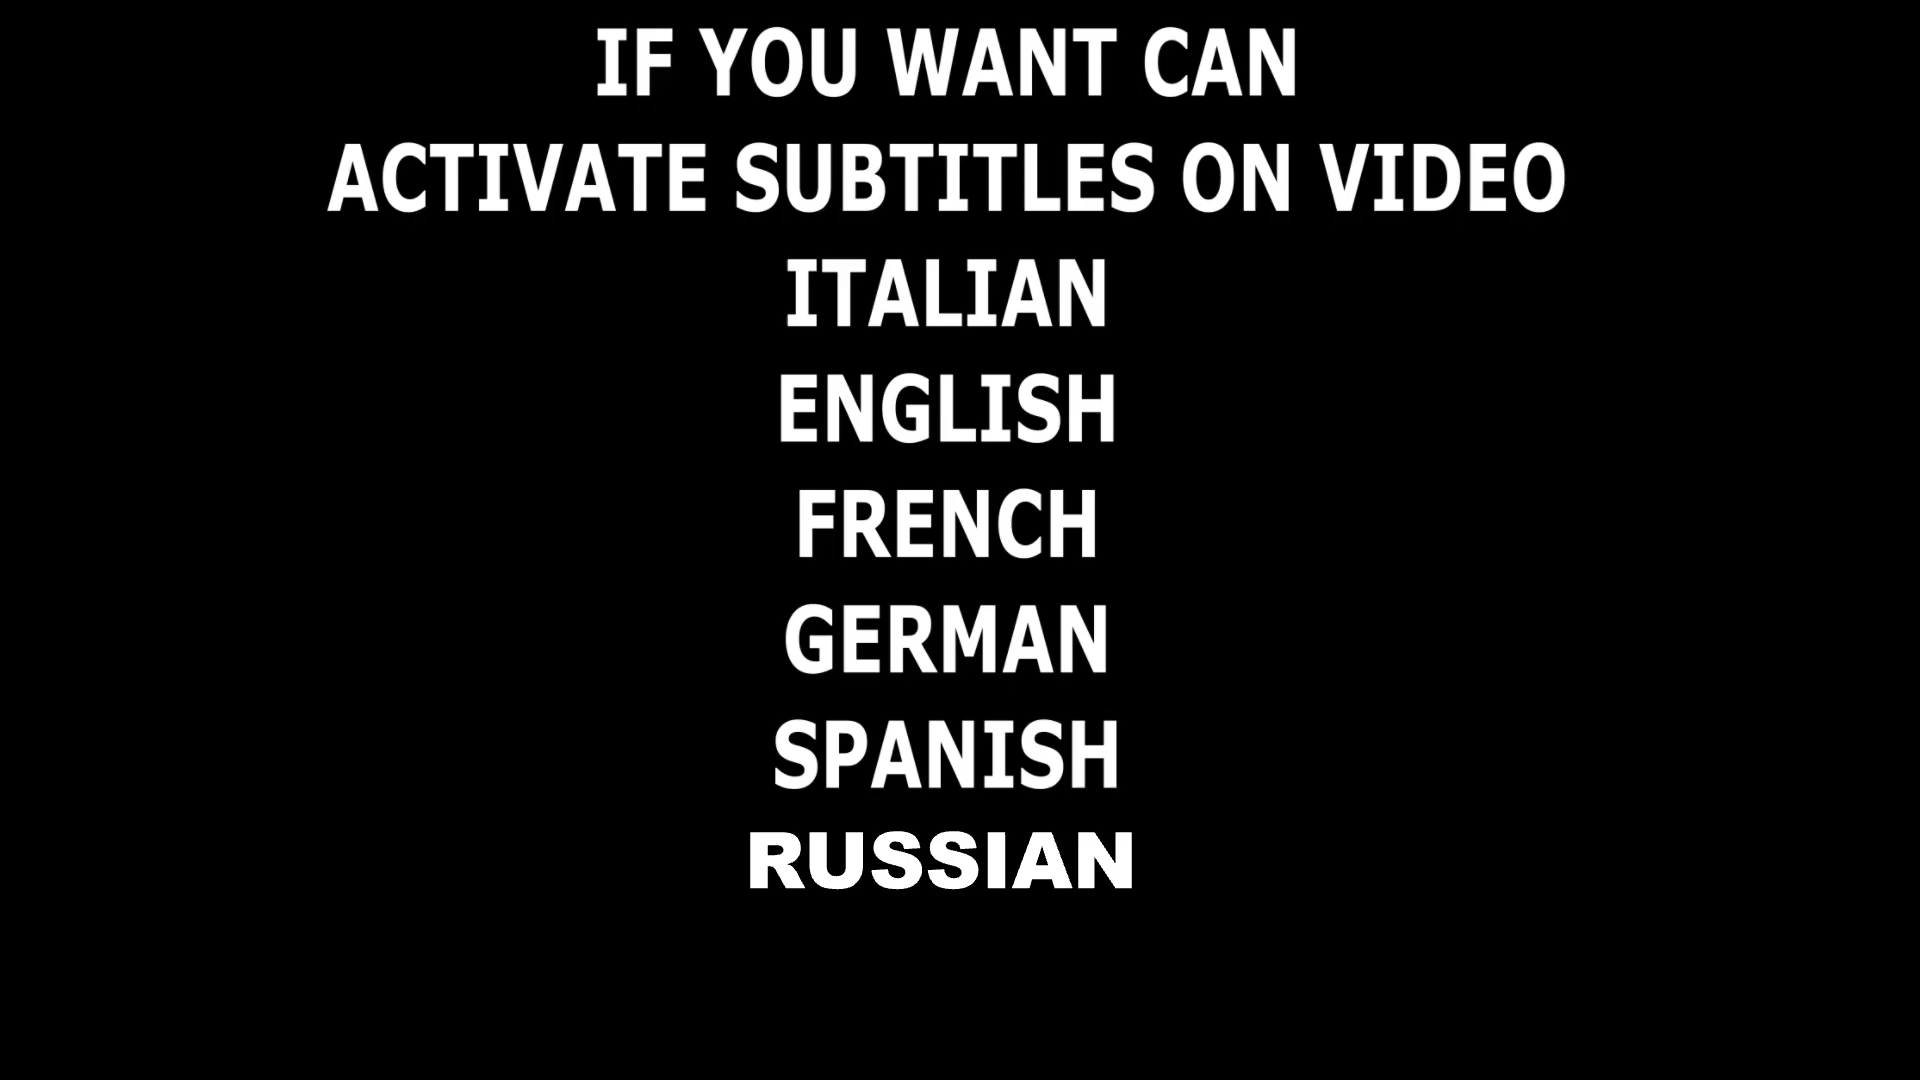 IF YOU WANT CAN
ACTIVATE SUBTITLES ON VIDEO
ITALIAN
ENGLISH
FRENCH
GERMAN
SPANISH
RUSSIAN